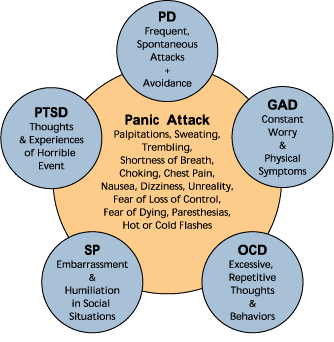 PD
Frequent,
Spontaneous
Attacks
+
Avoidance
PTSD
Thoughts
& Experiences
of Horrible
Event
GAD
Constant
Worry
&
Physical
Symptoms
Panic Attack
Palpitations, Sweating,
Trembling,
Shortness of Breath,
Choking, Chest Pain,
Nausea, Dizziness, Unreality,
Fear of Loss of Control,
Fear of Dying, Paresthesias,
Hot or Cold Flashes
SP
Embarrassment
&
Humiliation
in Social
Situations
OCD
Excessive,
Repetitive
Thoughts
&
Behaviors